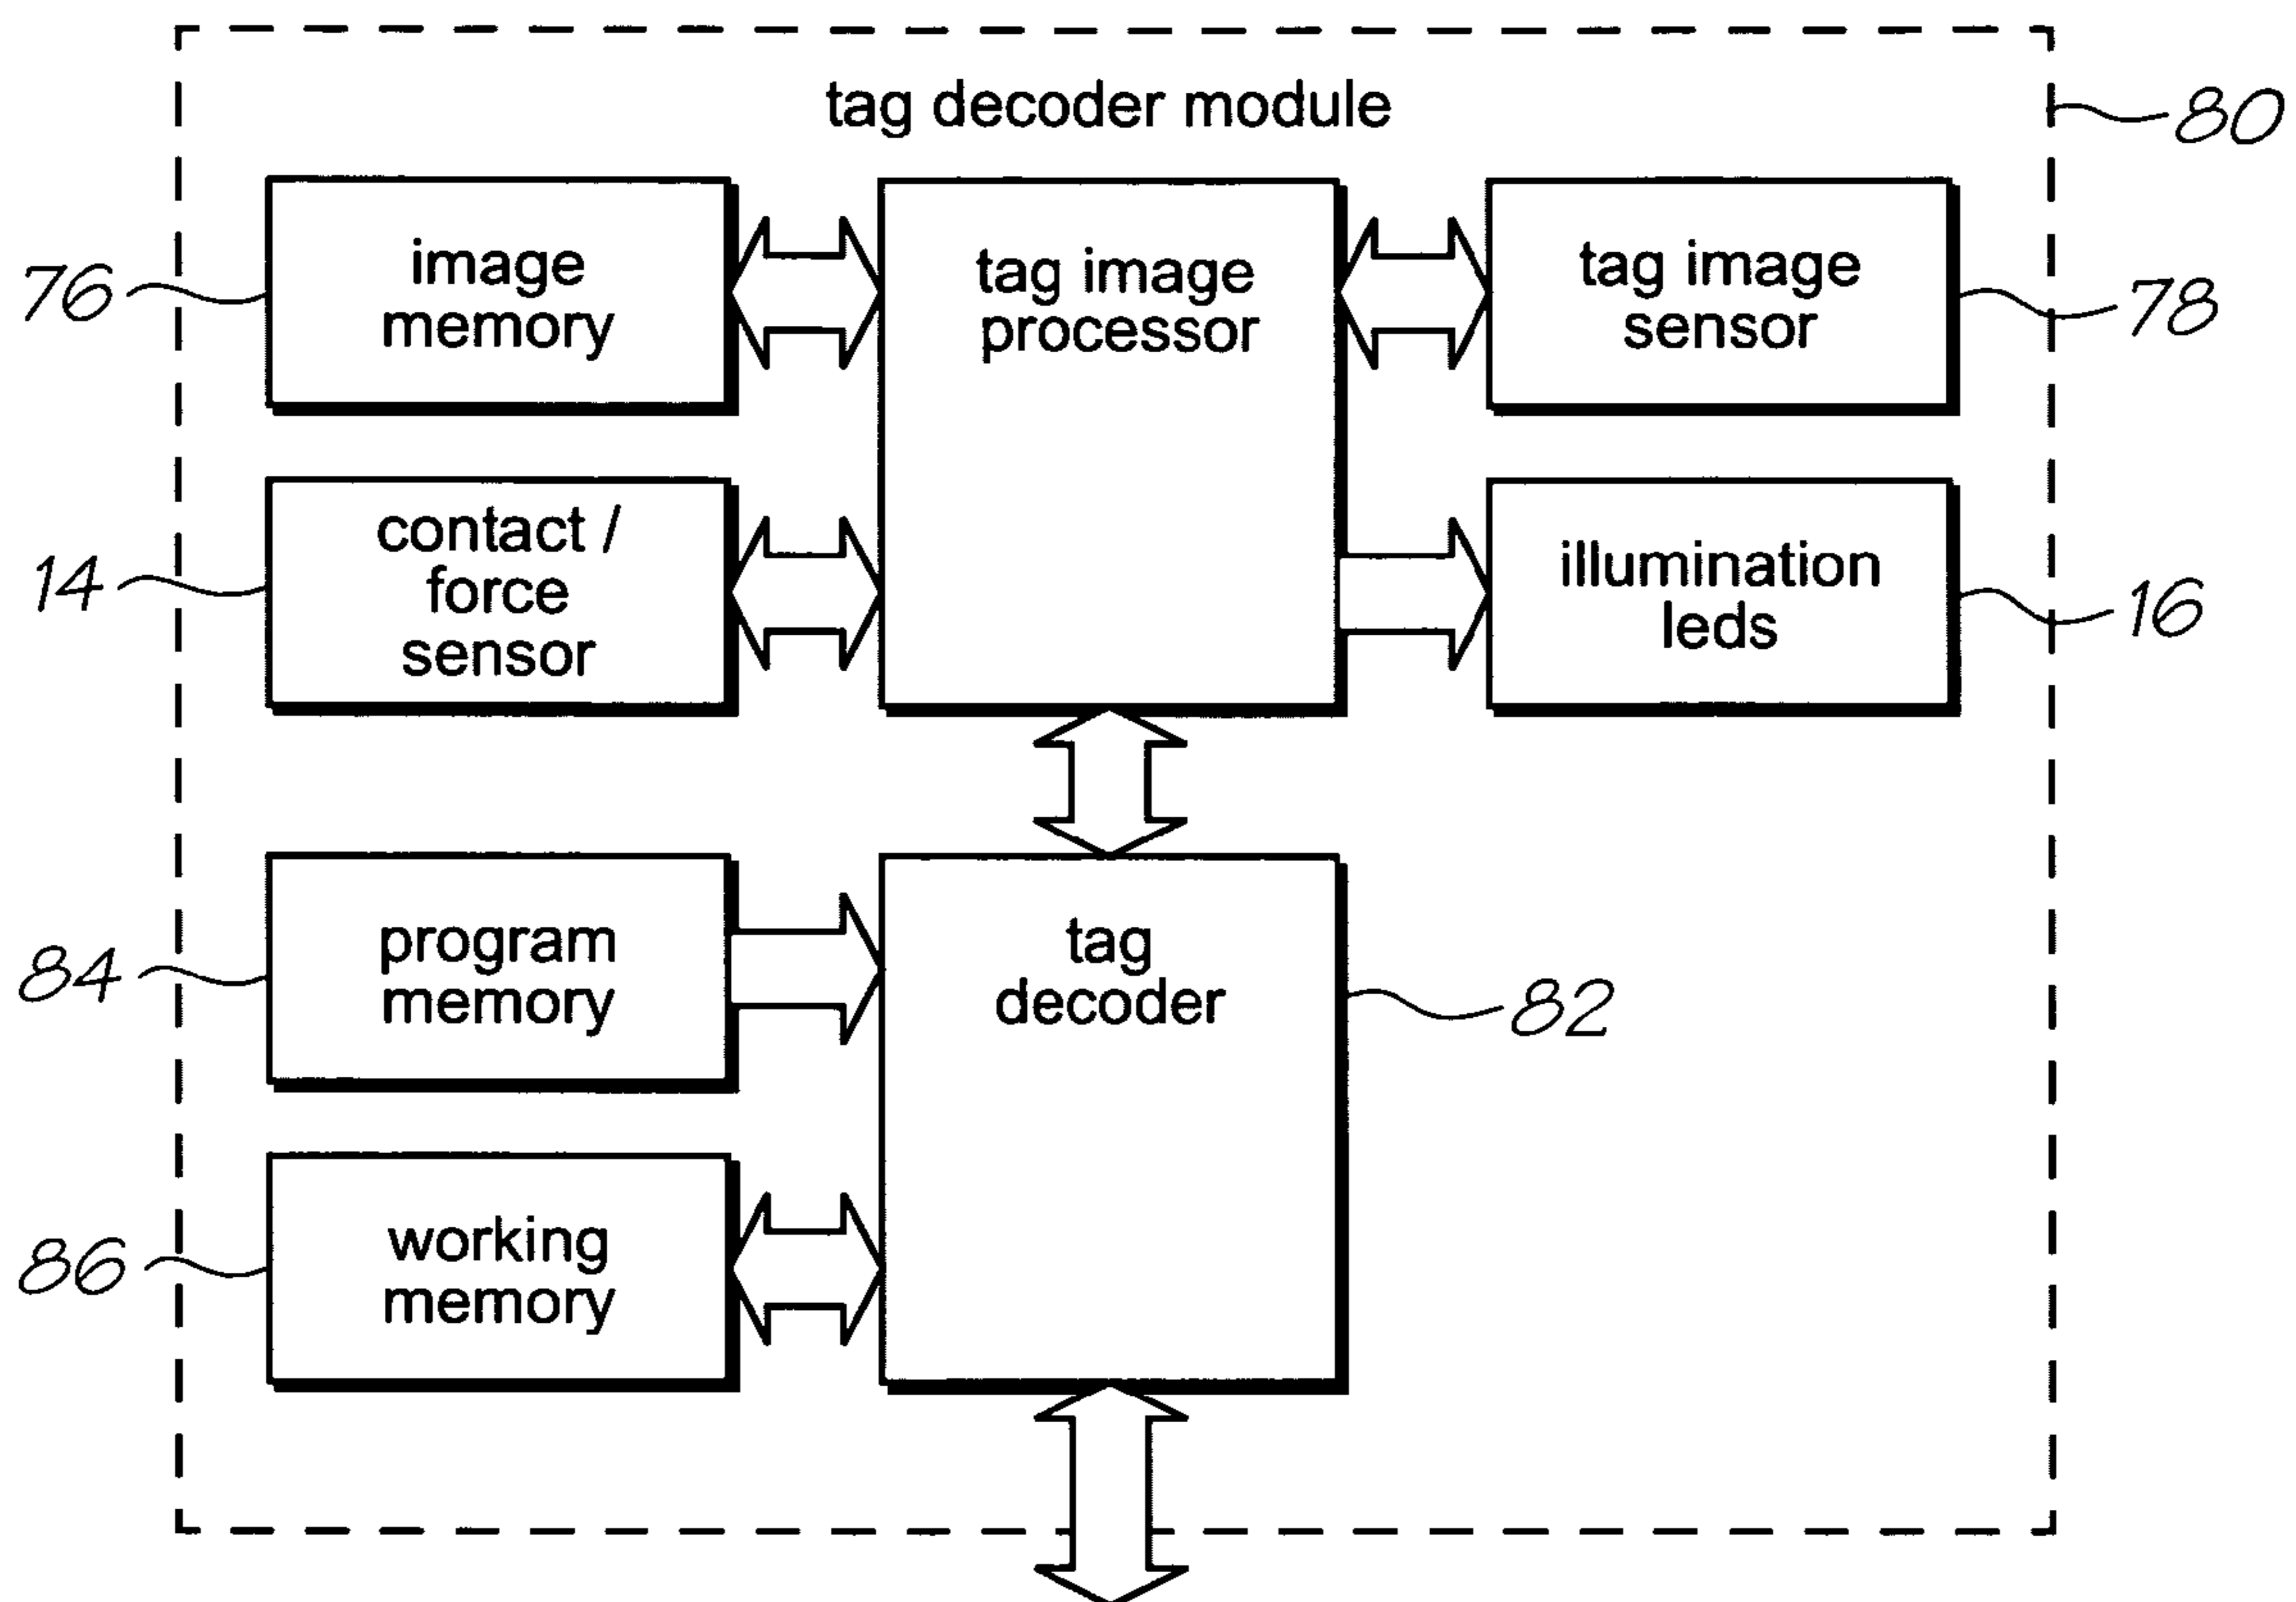 tag decoder module
80
image
memory
76
tag image
processor
tag image
sensor
78
contact /
force
sensor
14
illumination
leds
16
program
memory
84
tag
decoder
82
working
memory
86